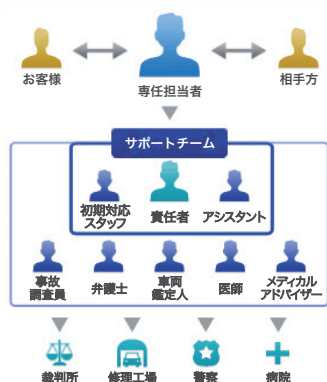 お客様
専任担当者
相手方
サポートチーム
初期対応
スタッフ
責任者
アシスタント
事故
調査員
弁護士
車両
鑑定人
医師
メディカル
アドバイザー
裁判所
修理工場
警察
病院